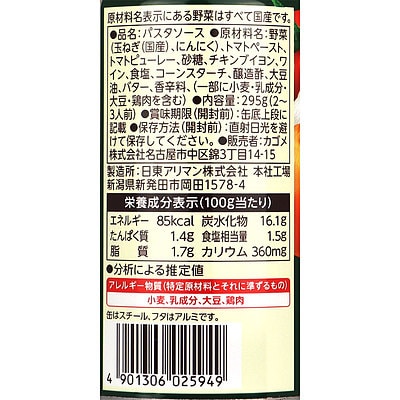 原材料名表示にある野菜はすべて国産です。
●品名：パスタソース ●原材料名：野菜
(玉ねぎ(国産)、にんにく)、トマトペースト、
トマトピューレー、砂糖、チキンブイヨン、ワ
イン、食塩、コーンスターチ、醸造酢、大豆
油、バター、香辛料、(一部に小麦・乳成分・
大豆・鶏肉を含む) ●内容量：295g(2〜
3人前) ●賞味期限(開封前)：缶底上段に
記載 ●保存方法(開封前)：直射日光を避
けて保存してください。●販売者：カゴメ
株式会社 名古屋市中区錦3丁目14-15
製造所：日東アリマン株式会社 本社工場
新潟県新発田市岡田1578-4
栄養成分表示(100g当たり)
エネルギー 85kcal 炭水化物 16.1g
たんぱく質 1.4g 食塩相当量 1.5g
脂質 1.7g カリウム 360mg
●分析による推定値
アレルギー物質(特定原材料とそれに準ずるもの)
小麦、乳成分、大豆、鶏肉
缶はスチール、フタはアルミです。
4 901306 025949